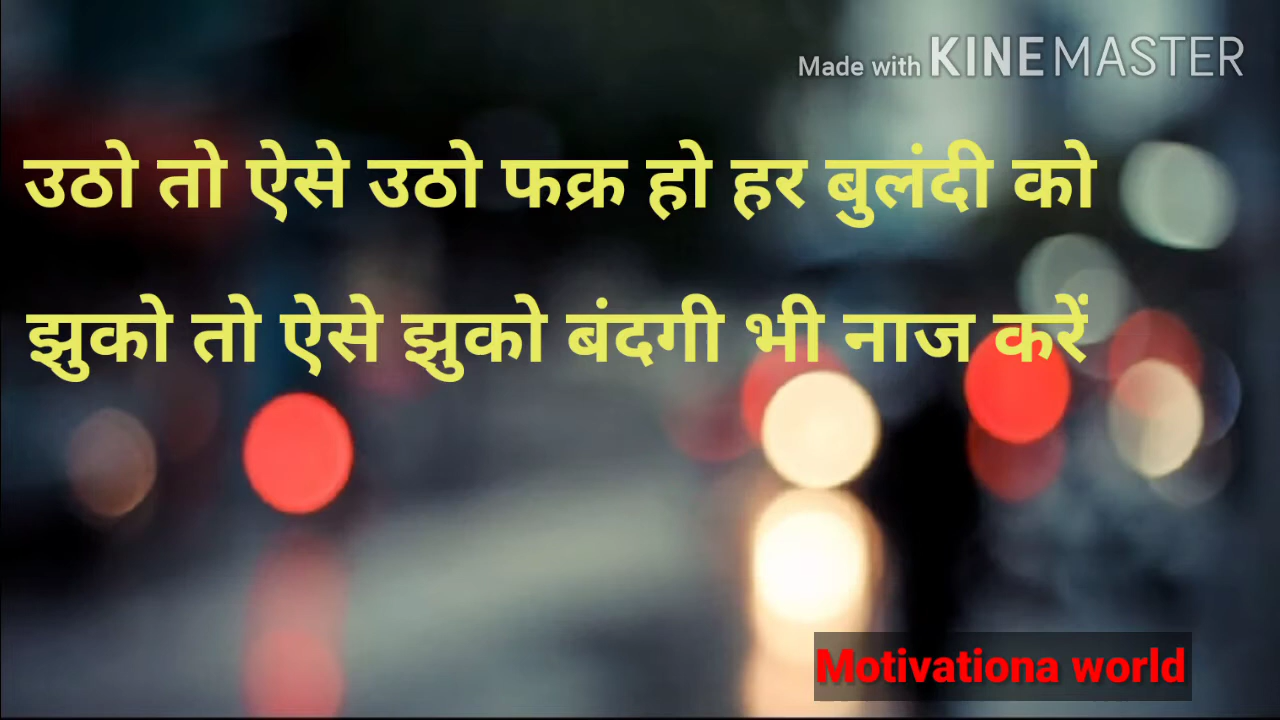 Made with KINEMASTER
उठो तो ऐसे उठो फक्र हो हर बुलंदी को
झुको तो ऐसे झुको बंदगी भी नाज करें
Motivationa world